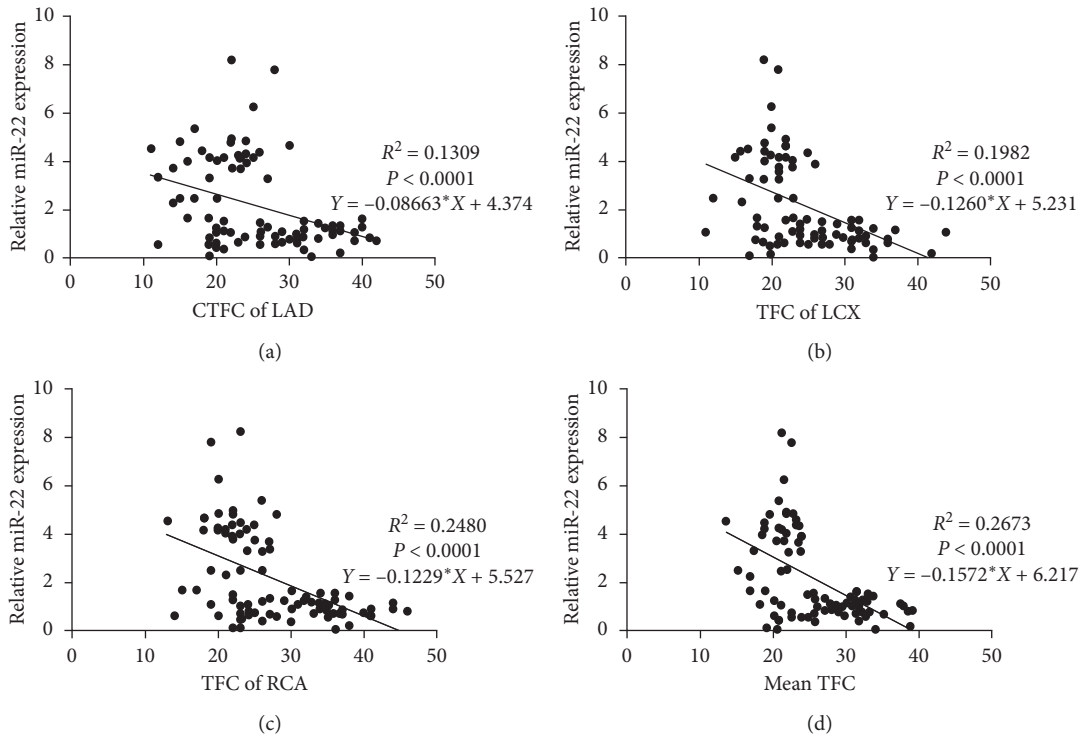 10
8
6
4
2
0
Relative miR-22 expression
R² = 0.1309
P < 0.0001
Y = −0.08663*X + 4.374
0 10 20 30 40 50
CTFC of LAD
(a)
10
8
6
4
2
0
Relative miR-22 expression
R² = 0.1982
P < 0.0001
Y = −0.1260*X + 5.231
0 10 20 30 40 50
TFC of LCX
(b)
10
8
6
4
2
0
Relative miR-22 expression
R² = 0.2480
P < 0.0001
Y = −0.1229*X + 5.527
0 10 20 30 40 50
TFC of RCA
(c)
10
8
6
4
2
0
Relative miR-22 expression
R² = 0.2673
P < 0.0001
Y = −0.1572*X + 6.217
0 10 20 30 40 50
Mean TFC
(d)